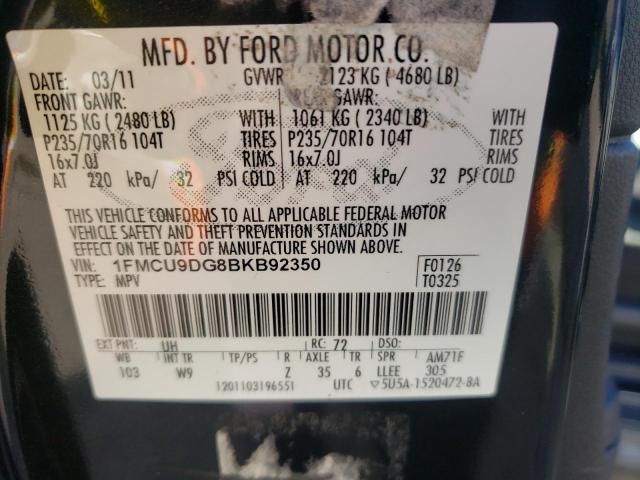 MFD. BY FORD MOTOR CO.
DATE: 03/11 GVWR 2123 KG ( 4680 LB)
FRONT GAWR: GAWR:
1125 KG ( 2480 LB) WITH 1061 KG ( 2340 LB) WITH
P235/70R16 104T TIRES P235/70R16 104T TIRES
16x7.0J RIMS 16x7.0J RIMS
AT 220 kPa/ 32 PSI COLD AT 220 kPa/ 32 PSI COLD
THIS VEHICLE CONFORMS TO ALL APPLICABLE FEDERAL MOTOR
VEHICLE SAFETY AND THEFT PREVENTION STANDARDS IN
EFFECT ON THE DATE OF MANUFACTURE SHOWN ABOVE.
VIN: 1FMCU9DG8BKB92350 F0126
TYPE: MPV T0325
EXT PNT: UH RC: 72 DSO:
WB INT TR TP/PS R AXLE TR SPR AM71F
103 W9 Z 35 6 LLEE 305
1201103196551 UTC 5U5A-1520472-BA